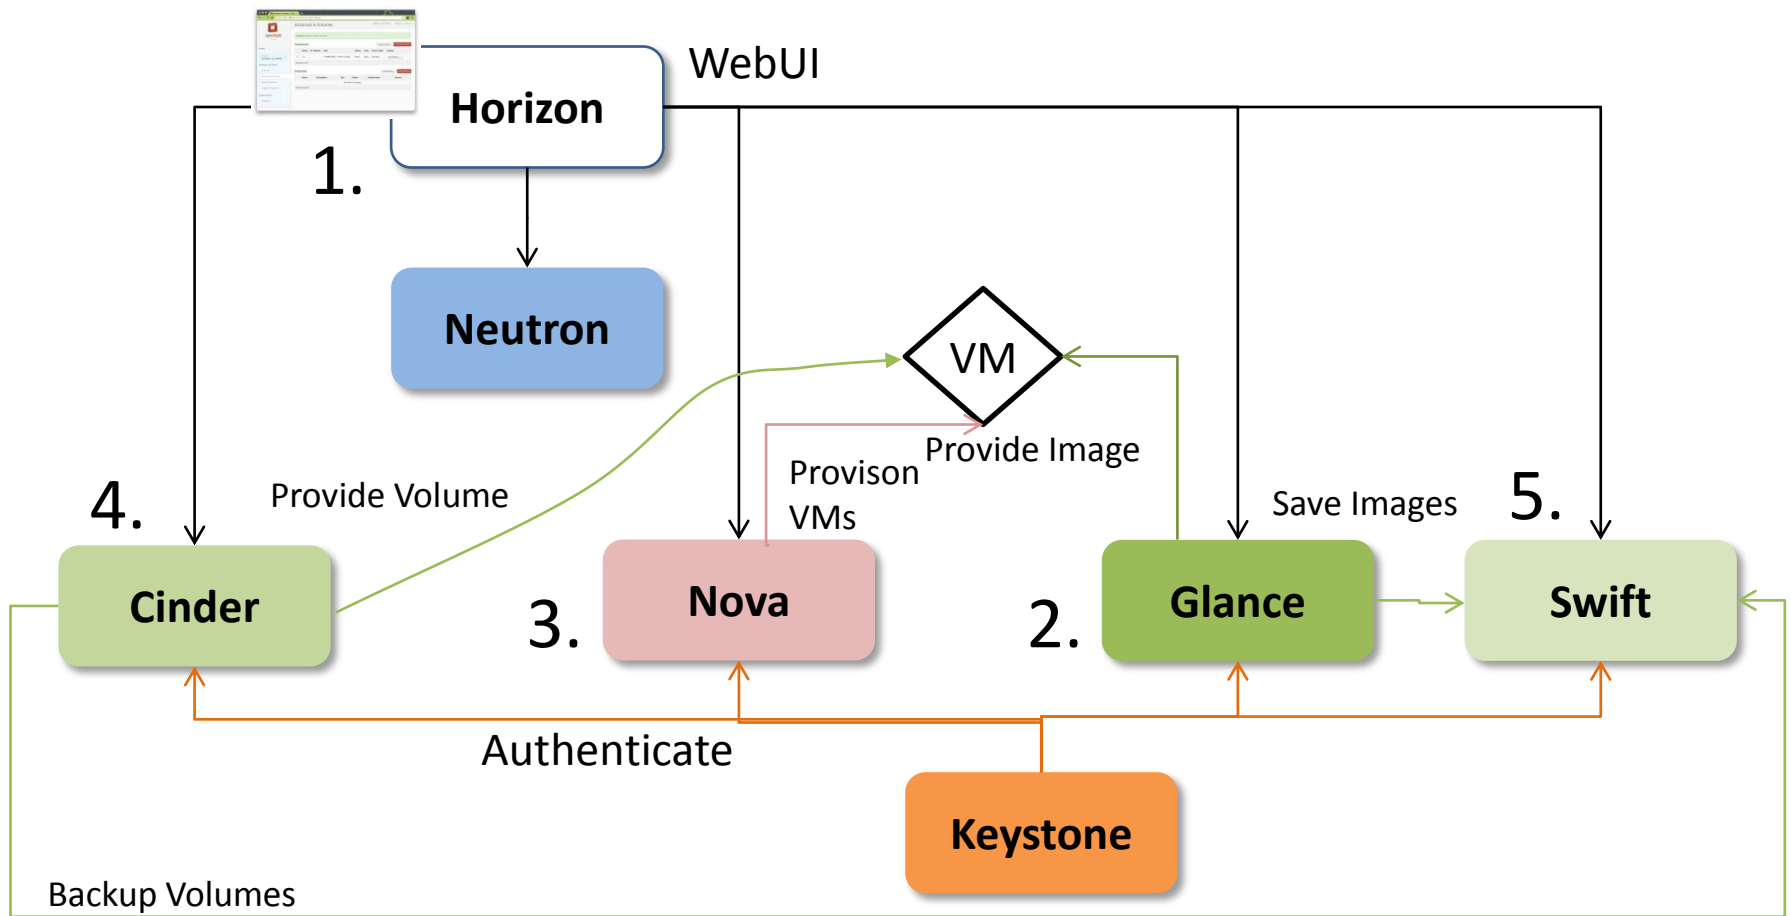 WebUI
Horizon
1.
Neutron
VM
Provide Image
Provison
VMs
Provide Volume
4.
Save Images
5.
Cinder
3.
Nova
2.
Glance
Swift
Authenticate
Keystone
Backup Volumes